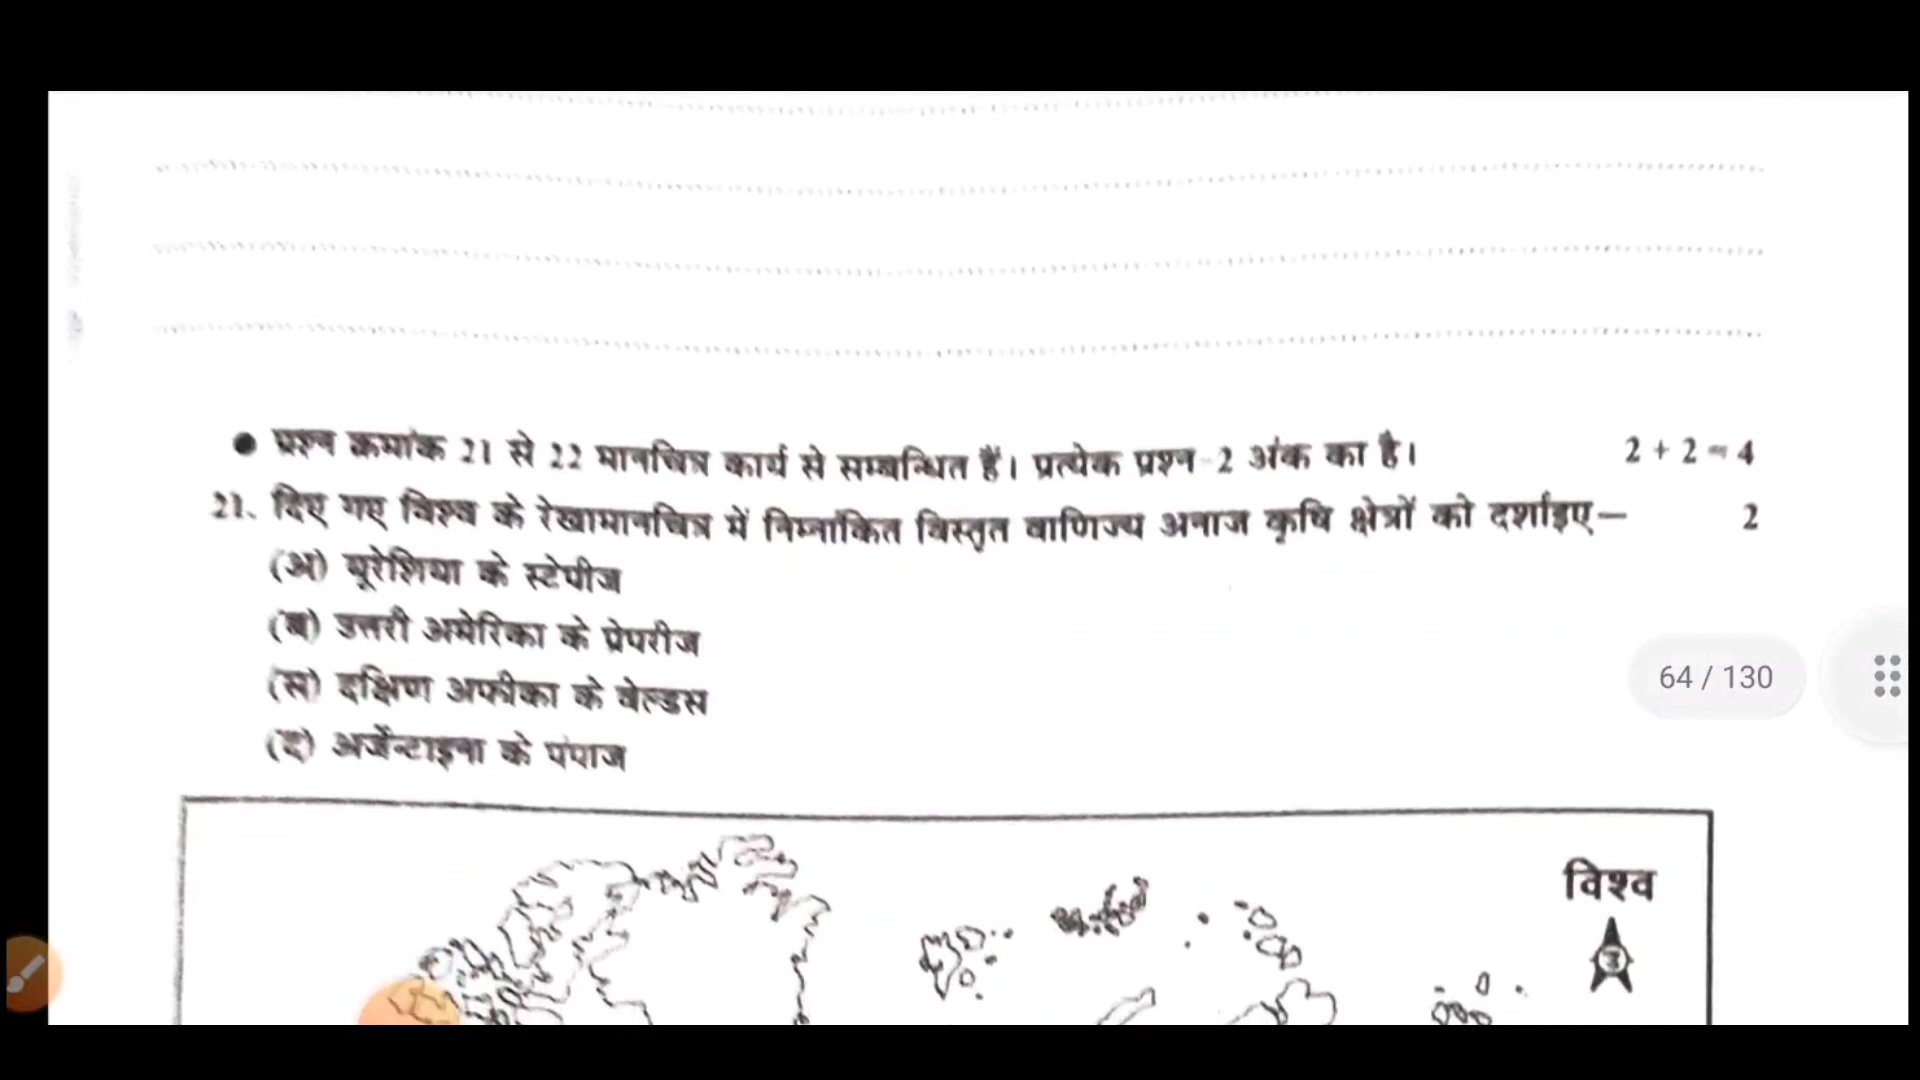 ● प्रश्न क्रमांक 21 से 22 मानचित्र कार्य से सम्बन्धित हैं। प्रत्येक प्रश्न 2 अंक का है। 2 + 2 = 4
21. दिए गए विश्व के रेखामानचित्र में निम्नांकित विस्तृत वाणिज्य अनाज कृषि क्षेत्रों को दर्शाइए— 2
(अ) यूरेशिया के स्टेपीज
(ब) उत्तरी अमेरिका के प्रेयरीज
(स) दक्षिण अफ्रीका के वेल्डस
(द) अर्जेन्टाइना के पंपाज
64 / 130
विश्व
उ